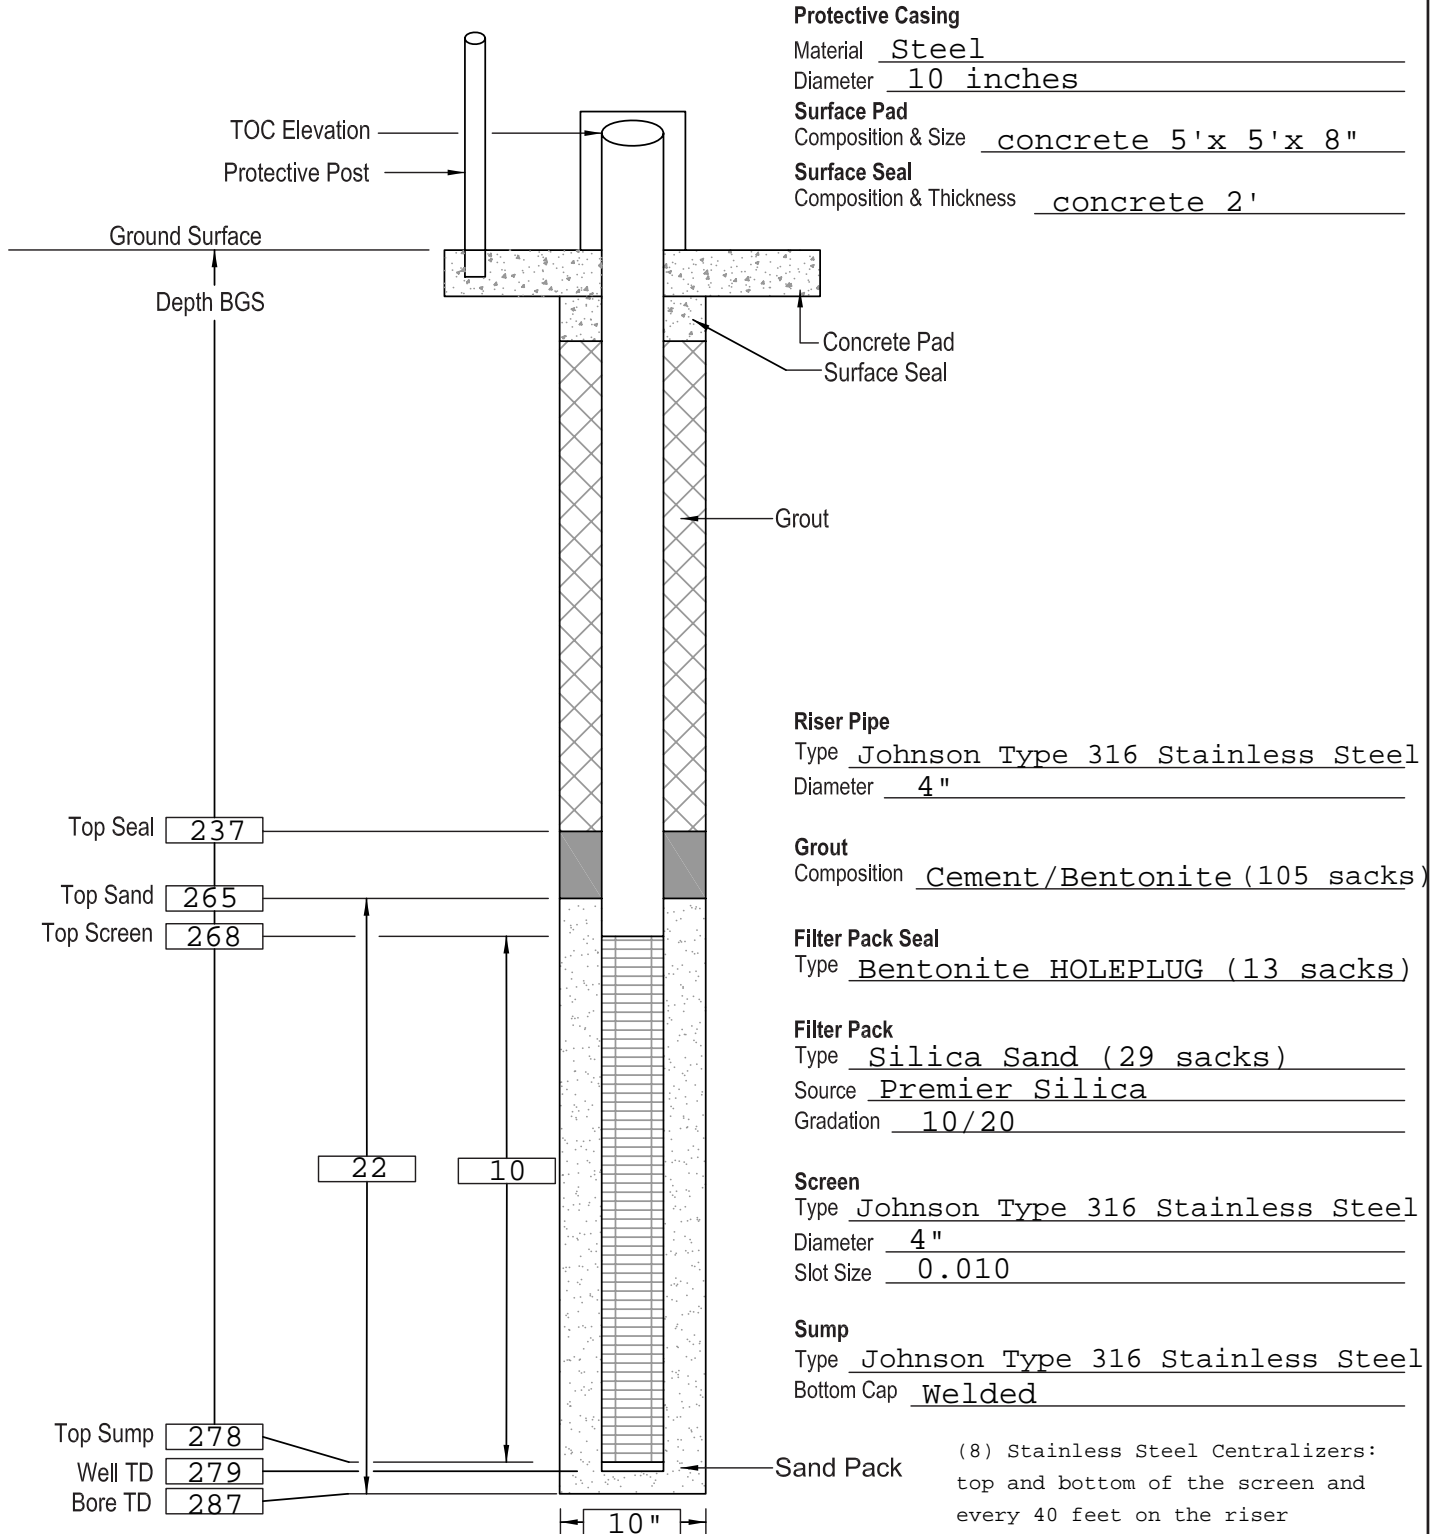 Protective Casing
Material Steel
Diameter 10 inches
Surface Pad
Composition & Size concrete 5'x 5'x 8"
Surface Seal
Composition & Thickness concrete 2'
TOC Elevation
Protective Post
Ground Surface
Depth BGS
Concrete Pad
Surface Seal
Grout
Riser Pipe
Type Johnson Type 316 Stainless Steel
Diameter 4"
Top Seal 237
Grout
Composition Cement/Bentonite (105 sacks)
Top Sand 265
Top Screen 268
Filter Pack Seal
Type Bentonite HOLEPLUG (13 sacks)
Filter Pack
Type Silica Sand (29 sacks)
Source Premier Silica
Gradation 10/20
22
10
Screen
Type Johnson Type 316 Stainless Steel
Diameter 4"
Slot Size 0.010
Sump
Type Johnson Type 316 Stainless Steel
Bottom Cap Welded
Top Sump 278
Well TD 279
Bore TD 287
Sand Pack
(8) Stainless Steel Centralizers:
top and bottom of the screen and
every 40 feet on the riser
10"